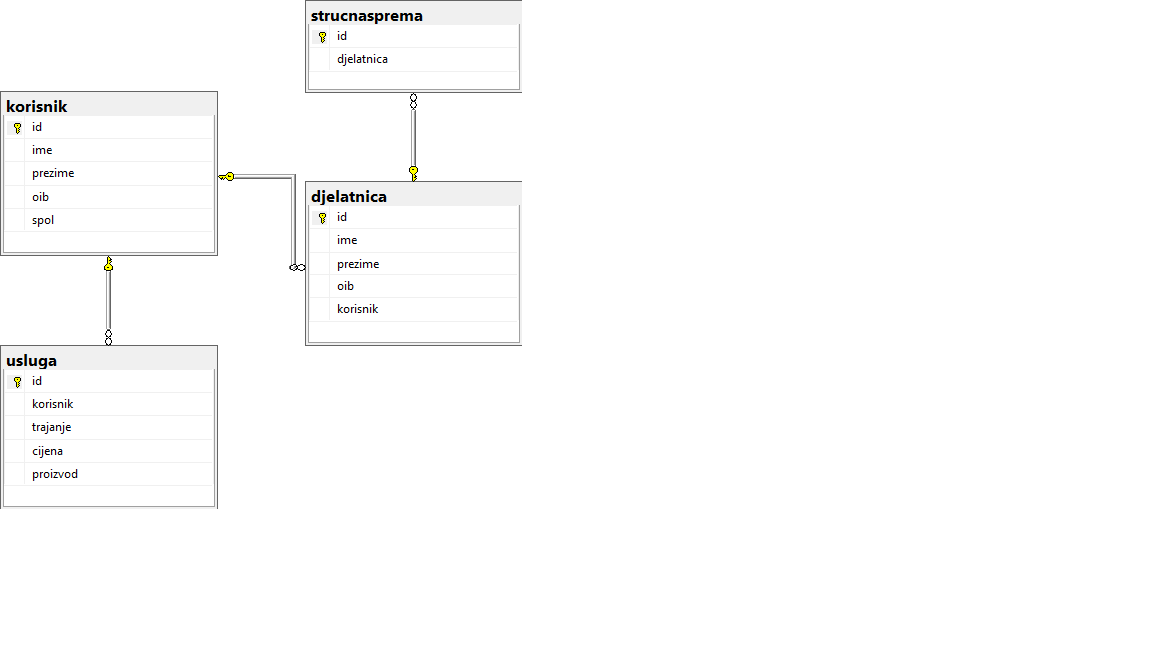 strucnasprema
id
djelatnica
korisnik
id
ime
prezime
oib
spol
djelatnica
id
ime
prezime
oib
korisnik
usluga
id
korisnik
trajanje
cijena
proizvod